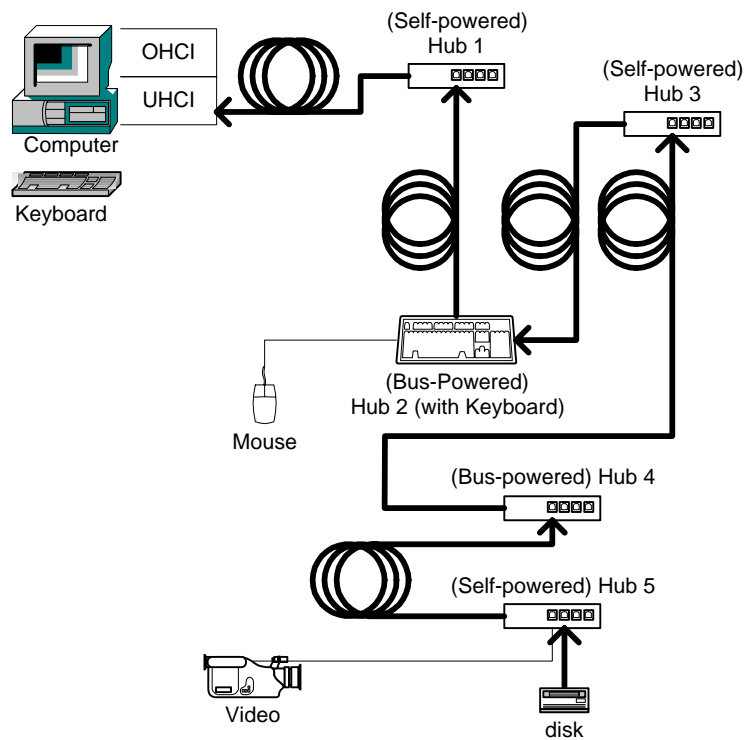 (Self-powered)
Hub 1
OHCI
UHCI
(Self-powered)
Hub 3
Computer
Keyboard
(Bus-Powered)
Hub 2 (with Keyboard)
Mouse
(Bus-powered) Hub 4
(Self-powered) Hub 5
Video
disk